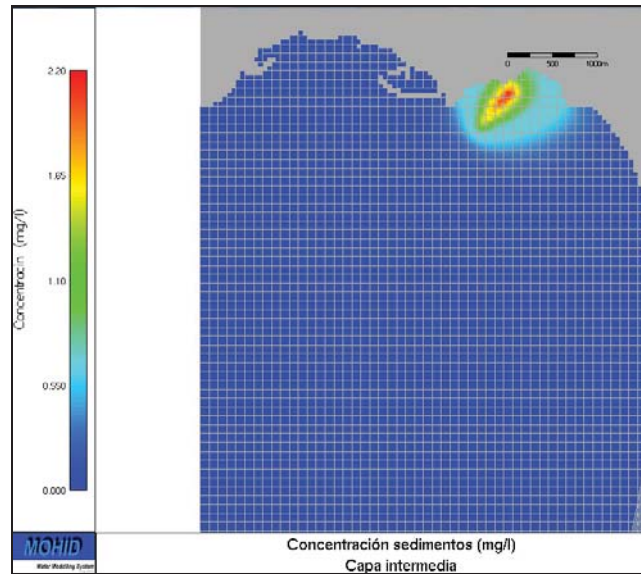 2.20
1.65
1.10
0.550
0.000
Concentracin (mg/l)
0 500 1000m
MOHID
Water Modelling System
Concentración sedimentos (mg/l)
Capa intermedia